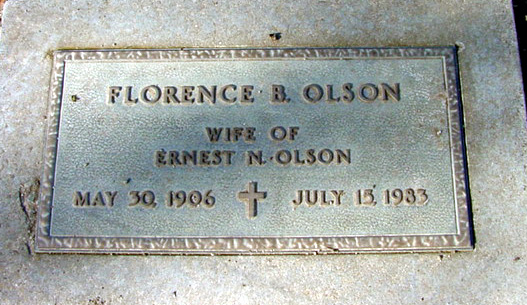 FLORENCE B. OLSON
WIFE OF
ERNEST N. OLSON
MAY 30, 1906 JULY 15, 1983